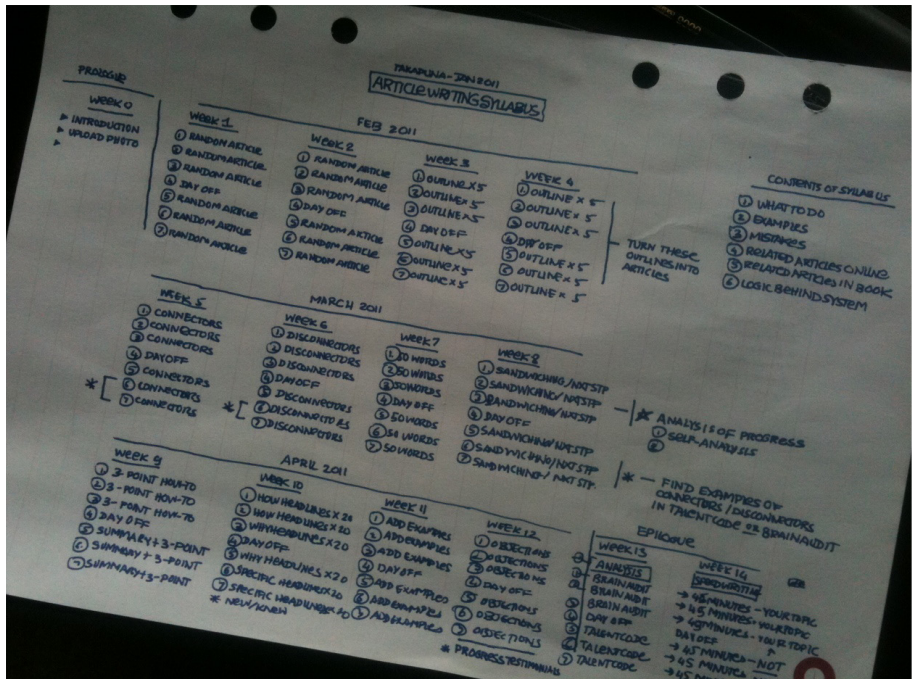 TAKAPUNA - JAN 2011
ARTICLE WRITING SYLLABUS
PROLOGUE
WEEK 0
▸ INTRODUCTION
▸ UPLOAD PHOTO
▸
FEB 2011
WEEK 1
① RANDOM ARTICLE
② RANDOM ARTICLE
③ RANDOM ARTICLE
④ DAY OFF
⑤ RANDOM ARTICLE
⑥ RANDOM ARTICLE
⑦ RANDOM ARTICLE
WEEK 2
① RANDOM ARTICLE
② RANDOM ARTICLE
③ RANDOM ARTICLE
④ DAY OFF
⑤ RANDOM ARTICLE
⑥ RANDOM ARTICLE
⑦ RANDOM ARTICLE
WEEK 3
① OUTLINE X 5
② OUTLINE X 5
③ OUTLINE X 5
④ DAY OFF
⑤ OUTLINE X 5
⑥ OUTLINE X 5
⑦ OUTLINE X 5
WEEK 4
① OUTLINE X 5
② OUTLINE X 5
③ OUTLINE X 5
④ DAY OFF
⑤ OUTLINE X 5
⑥ OUTLINE X 5
⑦ OUTLINE X 5
TURN THESE
OUTLINES INTO
ARTICLES
CONTENTS OF SYLLABUS
① WHAT TO DO
② EXAMPLES
③ MISTAKES
④ RELATED ARTICLES ONLINE
⑤ RELATED ARTICLES IN BOOK
⑥ LOGIC BEHIND SYSTEM
MARCH 2011
WEEK 5
① CONNECTORS
② CONNECTORS
③ CONNECTORS
④ DAY OFF
⑤ CONNECTORS
* ⑥ CONNECTORS
⑦ CONNECTORS
WEEK 6
① DISCONNECTORS
② DISCONNECTORS
③ DISCONNECTORS
④ DAY OFF
⑤ DISCONNECTORS
* ⑥ DISCONNECTORS
⑦ DISCONNECTORS
WEEK 7
① 50 WORDS
② 50 WORDS
③ 50 WORDS
④ DAY OFF
⑤ 50 WORDS
⑥ 50 WORDS
⑦ 50 WORDS
WEEK 8
① SANDWICHING/NXT STP
② SANDWICHING/NXT STP
③ SANDWICHING/NXT STP
④ DAY OFF
⑤ SANDWICHING/NXT STP
⑥ SANDWICHING/NXT STP
⑦ SANDWICHING/NXT STP
★ ANALYSIS OF PROGRESS
① SELF-ANALYSIS
②
* — FIND EXAMPLES OF
CONNECTORS / DISCONNECTORS
IN TALENTCODE OR BRAINAUDIT
APRIL 2011
WEEK 9
① 3-POINT HOW-TO
② 3-POINT HOW-TO
③ 3-POINT HOW-TO
④ DAY OFF
⑤ SUMMARY + 3-POINT
⑥ SUMMARY + 3-POINT
⑦ SUMMARY + 3-POINT
WEEK 10
① HOW HEADLINES X 20
② HOW HEADLINES X 20
③ WHY HEADLINES X 20
④ DAY OFF
⑤ WHY HEADLINES X 20
⑥ SPECIFIC HEADLINES X 20
⑦ SPECIFIC HEADLINES X 20
* NEW/KNEW
WEEK 11
① ADD EXAMPLES
② ADD EXAMPLES
③ ADD EXAMPLES
④ DAY OFF
⑤ ADD EXAMPLES
⑥ ADD EXAMPLES
⑦ ADD EXAMPLES
WEEK 12
① OBJECTIONS
② OBJECTIONS
③ OBJECTIONS
④ DAY OFF
⑤ OBJECTIONS
⑥ OBJECTIONS
⑦ OBJECTIONS
* PROGRESS TESTIMONIALS
EPILOGUE
WEEK 13
ANALYSIS
BRAIN AUDIT
BRAIN AUDIT
BRAIN AUDIT
DAY OFF
TALENTCODE
TALENTCODE
⑦ TALENTCODE
WEEK 14
SPEEDWRITING
→ 45 MINUTES - YOUR TOPIC
→ 45 MINUTES - YOUR TOPIC
→ 45 MINUTES - YOUR TOPIC
DAY OFF
→ 45 MINUTES - NOT
→ 45 MINUTES
→ 45